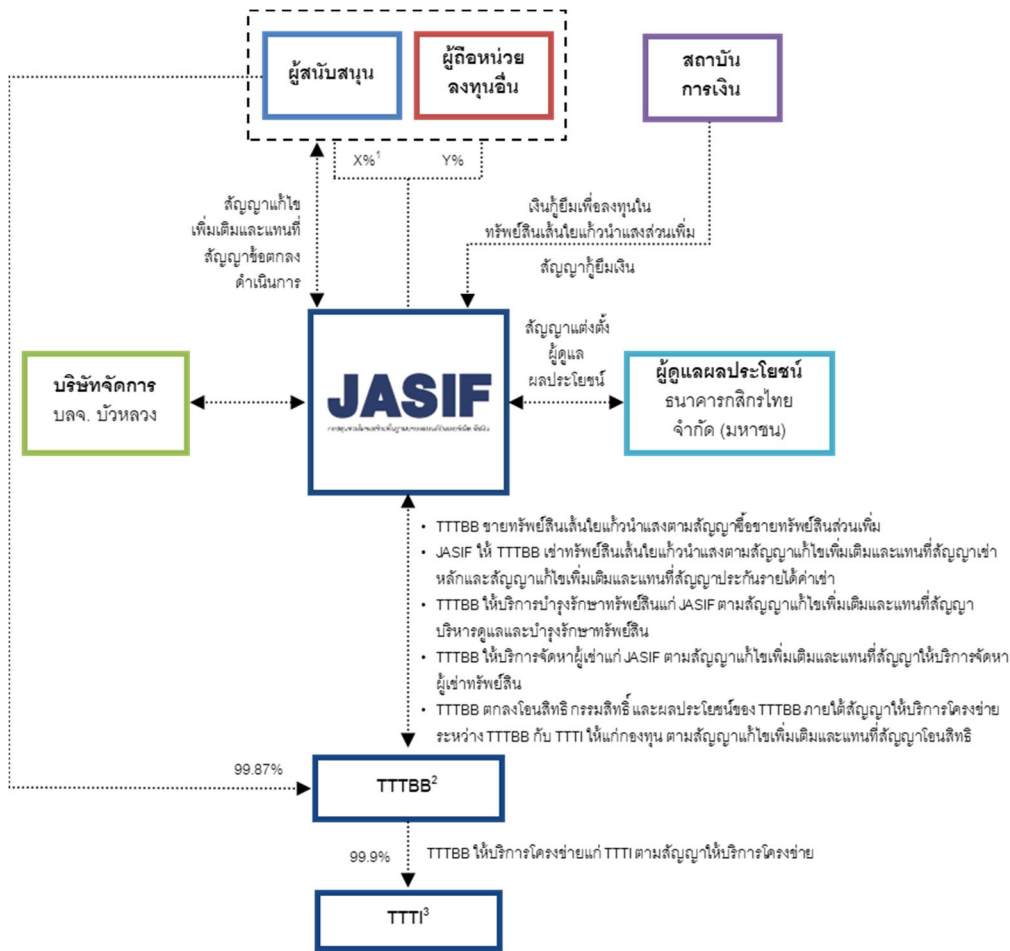 ผู้สนับสนุน
ผู้ถือหน่วย
ลงทุนอื่น
สถาบัน
การเงิน
X%1
Y%
สัญญาแก้ไข
เพิ่มเติมและแทนที่
สัญญาข้อตกลง
ดำเนินการ
เงินกู้ยืมเพื่อลงทุนใน
ทรัพย์สินเส้นใยแก้วนำแสงส่วนเพิ่ม
สัญญากู้ยืมเงิน
บริษัทจัดการ
บลจ. บัวหลวง
JASIF
สัญญาแต่งตั้ง
ผู้ดูแล
ผลประโยชน์
ผู้ดูแลผลประโยชน์
ธนาคารกสิกรไทย
จำกัด (มหาชน)
• TTTBB ขายทรัพย์สินเส้นใยแก้วนำแสงตามสัญญาซื้อขายทรัพย์สินส่วนเพิ่ม
• JASIF ให้ TTTBB เช่าทรัพย์สินเส้นใยแก้วนำแสงตามสัญญาแก้ไขเพิ่มเติมและแทนที่สัญญาเช่า
หลักและสัญญาแก้ไขเพิ่มเติมและแทนที่สัญญาประกันรายได้ค่าเช่า
• TTTBB ให้บริการบำรุงรักษาทรัพย์สินแก่ JASIF ตามสัญญาแก้ไขเพิ่มเติมและแทนที่สัญญา
บริหารดูแลและบำรุงรักษาทรัพย์สิน
• TTTBB ให้บริการจัดหาผู้เช่าแก่ JASIF ตามสัญญาแก้ไขเพิ่มเติมและแทนที่สัญญาให้บริการจัดหา
ผู้เช่าทรัพย์สิน
• TTTBB ตกลงโอนสิทธิ กรรมสิทธิ์ และผลประโยชน์ของ TTTBB ภายใต้สัญญาให้บริการโครงข่าย
ระหว่าง TTTBB กับ TTTI ให้แก่กองทุน ตามสัญญาแก้ไขเพิ่มเติมและแทนที่สัญญาโอนสิทธิ
99.87%
TTTBB2
99.9%
TTTBB ให้บริการโครงข่ายแก่ TTTI ตามสัญญาให้บริการโครงข่าย
TTTI3